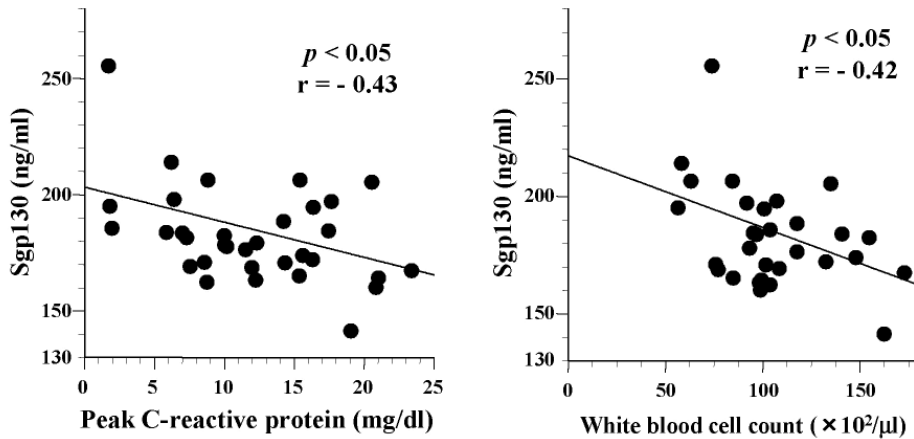 p < 0.05
r = - 0.43
Sgp130 (ng/ml)
250
200
150
130
0 5 10 15 20 25
Peak C-reactive protein (mg/dl)
p < 0.05
r = - 0.42
Sgp130 (ng/ml)
250
200
150
130
0 50 100 150
White blood cell count (×10²/μl)